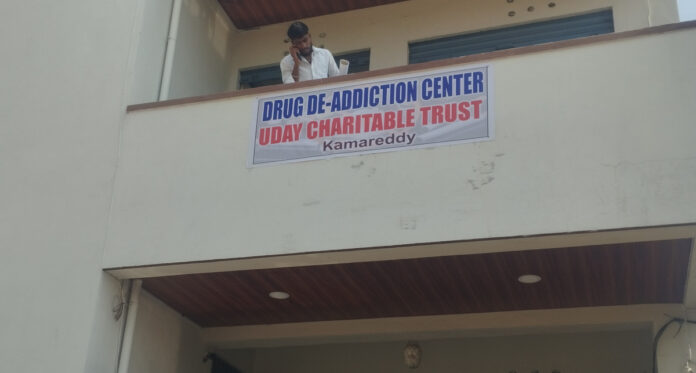 DRUG DE-ADDICTION CENTER
UDAY CHARITABLE TRUST
Kamareddy